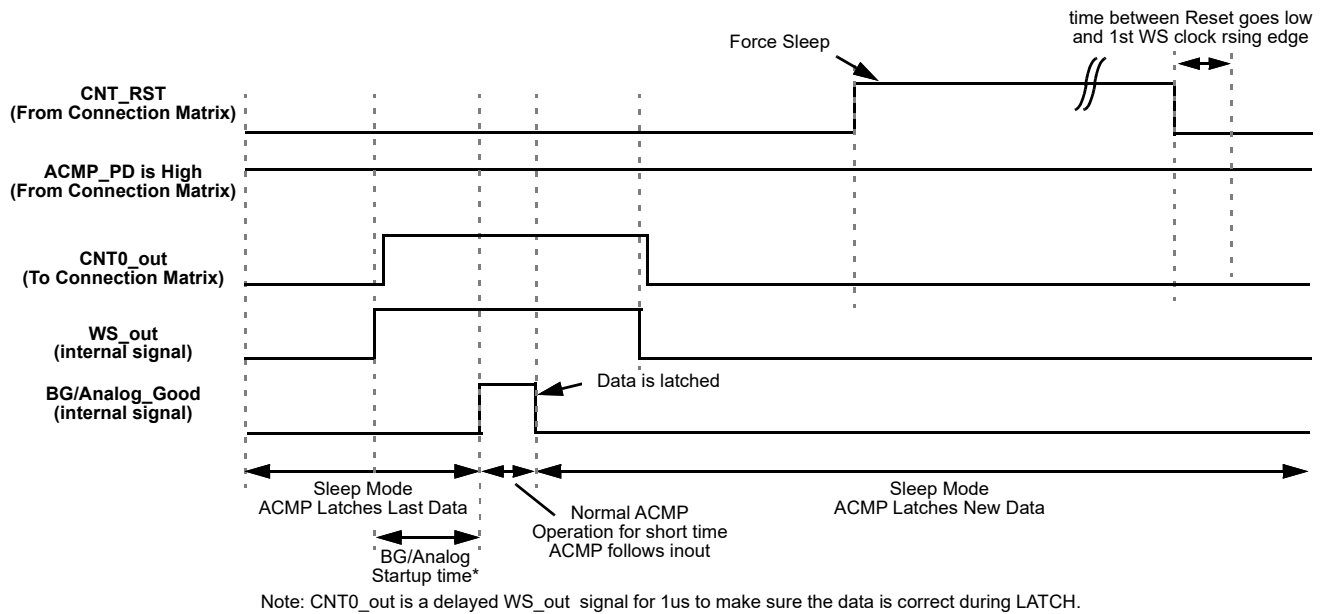 time between Reset goes low
and 1st WS clock rsing edge
Force Sleep
CNT_RST
(From Connection Matrix)
ACMP_PD is High
(From Connection Matrix)
CNT0_out
(To Connection Matrix)
WS_out
(internal signal)
BG/Analog_Good
(internal signal)
Data is latched
Sleep Mode
ACMP Latches Last Data
Sleep Mode
ACMP Latches New Data
Normal ACMP
Operation for short time
ACMP follows inout
BG/Analog
Startup time*
Note: CNT0_out is a delayed WS_out signal for 1us to make sure the data is correct during LATCH.